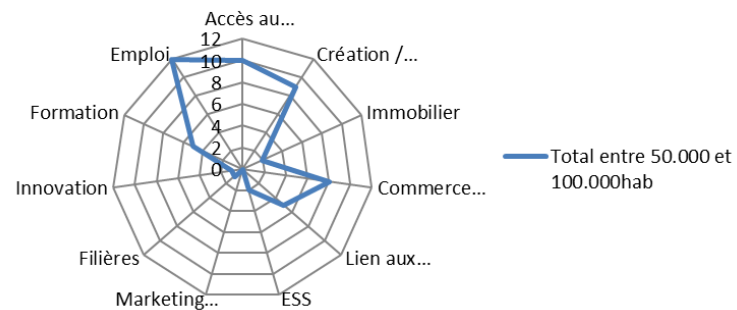 Accès au...
12
10
8
6
4
2
0
Création /...
Immobilier
Commerce...
Lien aux...
ESS
Marketing...
Filières
Innovation
Formation
Emploi
Total entre 50.000 et
100.000hab